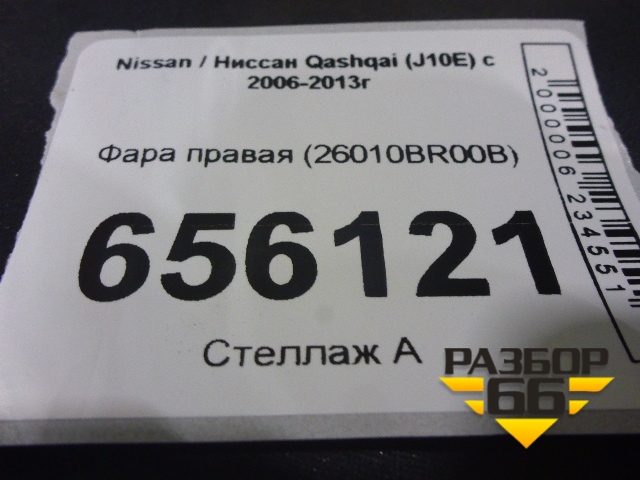 Nissan / Ниссан Qashqai (J10E) с
2006-2013г
Фара правая (26010BR00B)
656121
Стеллаж А
2000006234551
РАЗБОР
66